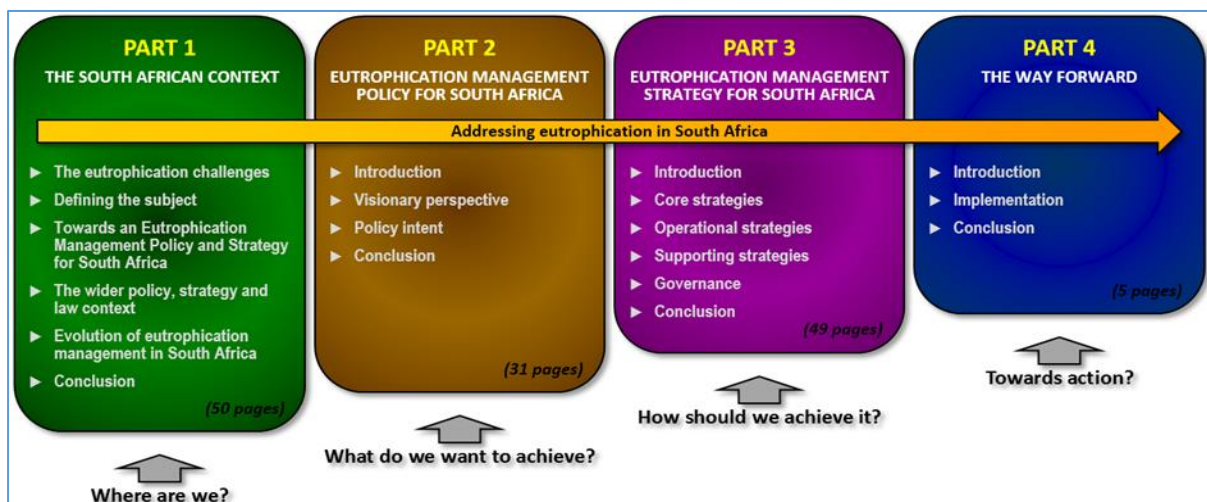 PART 1
THE SOUTH AFRICAN CONTEXT
PART 2
EUTROPHICATION MANAGEMENT
POLICY FOR SOUTH AFRICA
PART 3
EUTROPHICATION MANAGEMENT
STRATEGY FOR SOUTH AFRICA
PART 4
THE WAY FORWARD
Addressing eutrophication in South Africa
► The eutrophication challenges
► Defining the subject
► Towards an Eutrophication
Management Policy and Strategy
for South Africa
► The wider policy, strategy and
law context
► Evolution of eutrophication
management in South Africa
► Conclusion
(50 pages)
Where are we?
► Introduction
► Visionary perspective
► Policy intent
► Conclusion
(31 pages)
What do we want to achieve?
► Introduction
► Core strategies
► Operational strategies
► Supporting strategies
► Governance
► Conclusion
(49 pages)
How should we achieve it?
► Introduction
► Implementation
► Conclusion
(5 pages)
Towards action?